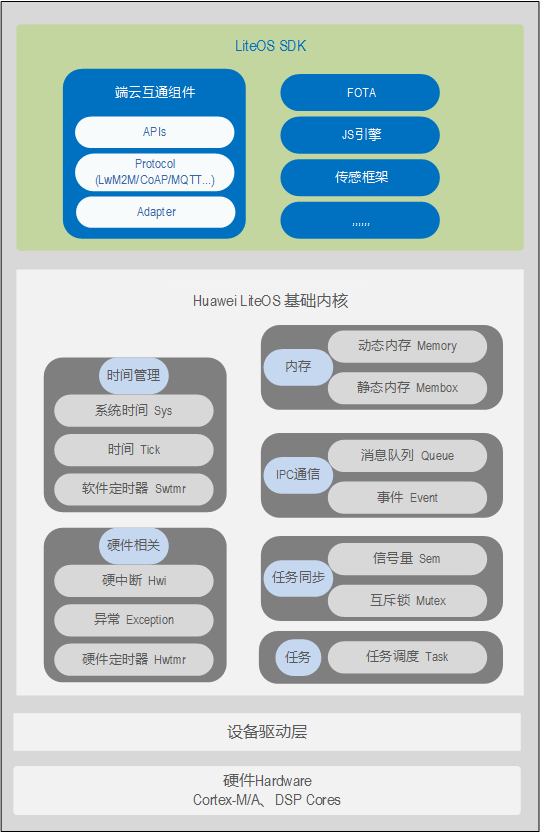 LiteOS SDK
端云互通组件
APIs
Protocol
(LwM2M/CoAP/MQTT...)
Adapter
FOTA
JS引擎
传感框架
,,,,,,
Huawei LiteOS 基础内核
时间管理
系统时间 Sys
时间 Tick
软件定时器 Swtmr
硬件相关
硬中断 Hwi
异常 Exception
硬件定时器 Hwtmr
内存
动态内存 Memory
静态内存 Membox
IPC通信
消息队列 Queue
事件 Event
任务同步
信号量 Sem
互斥锁 Mutex
任务
任务调度 Task
设备驱动层
硬件Hardware
Cortex-M/A、DSP Cores